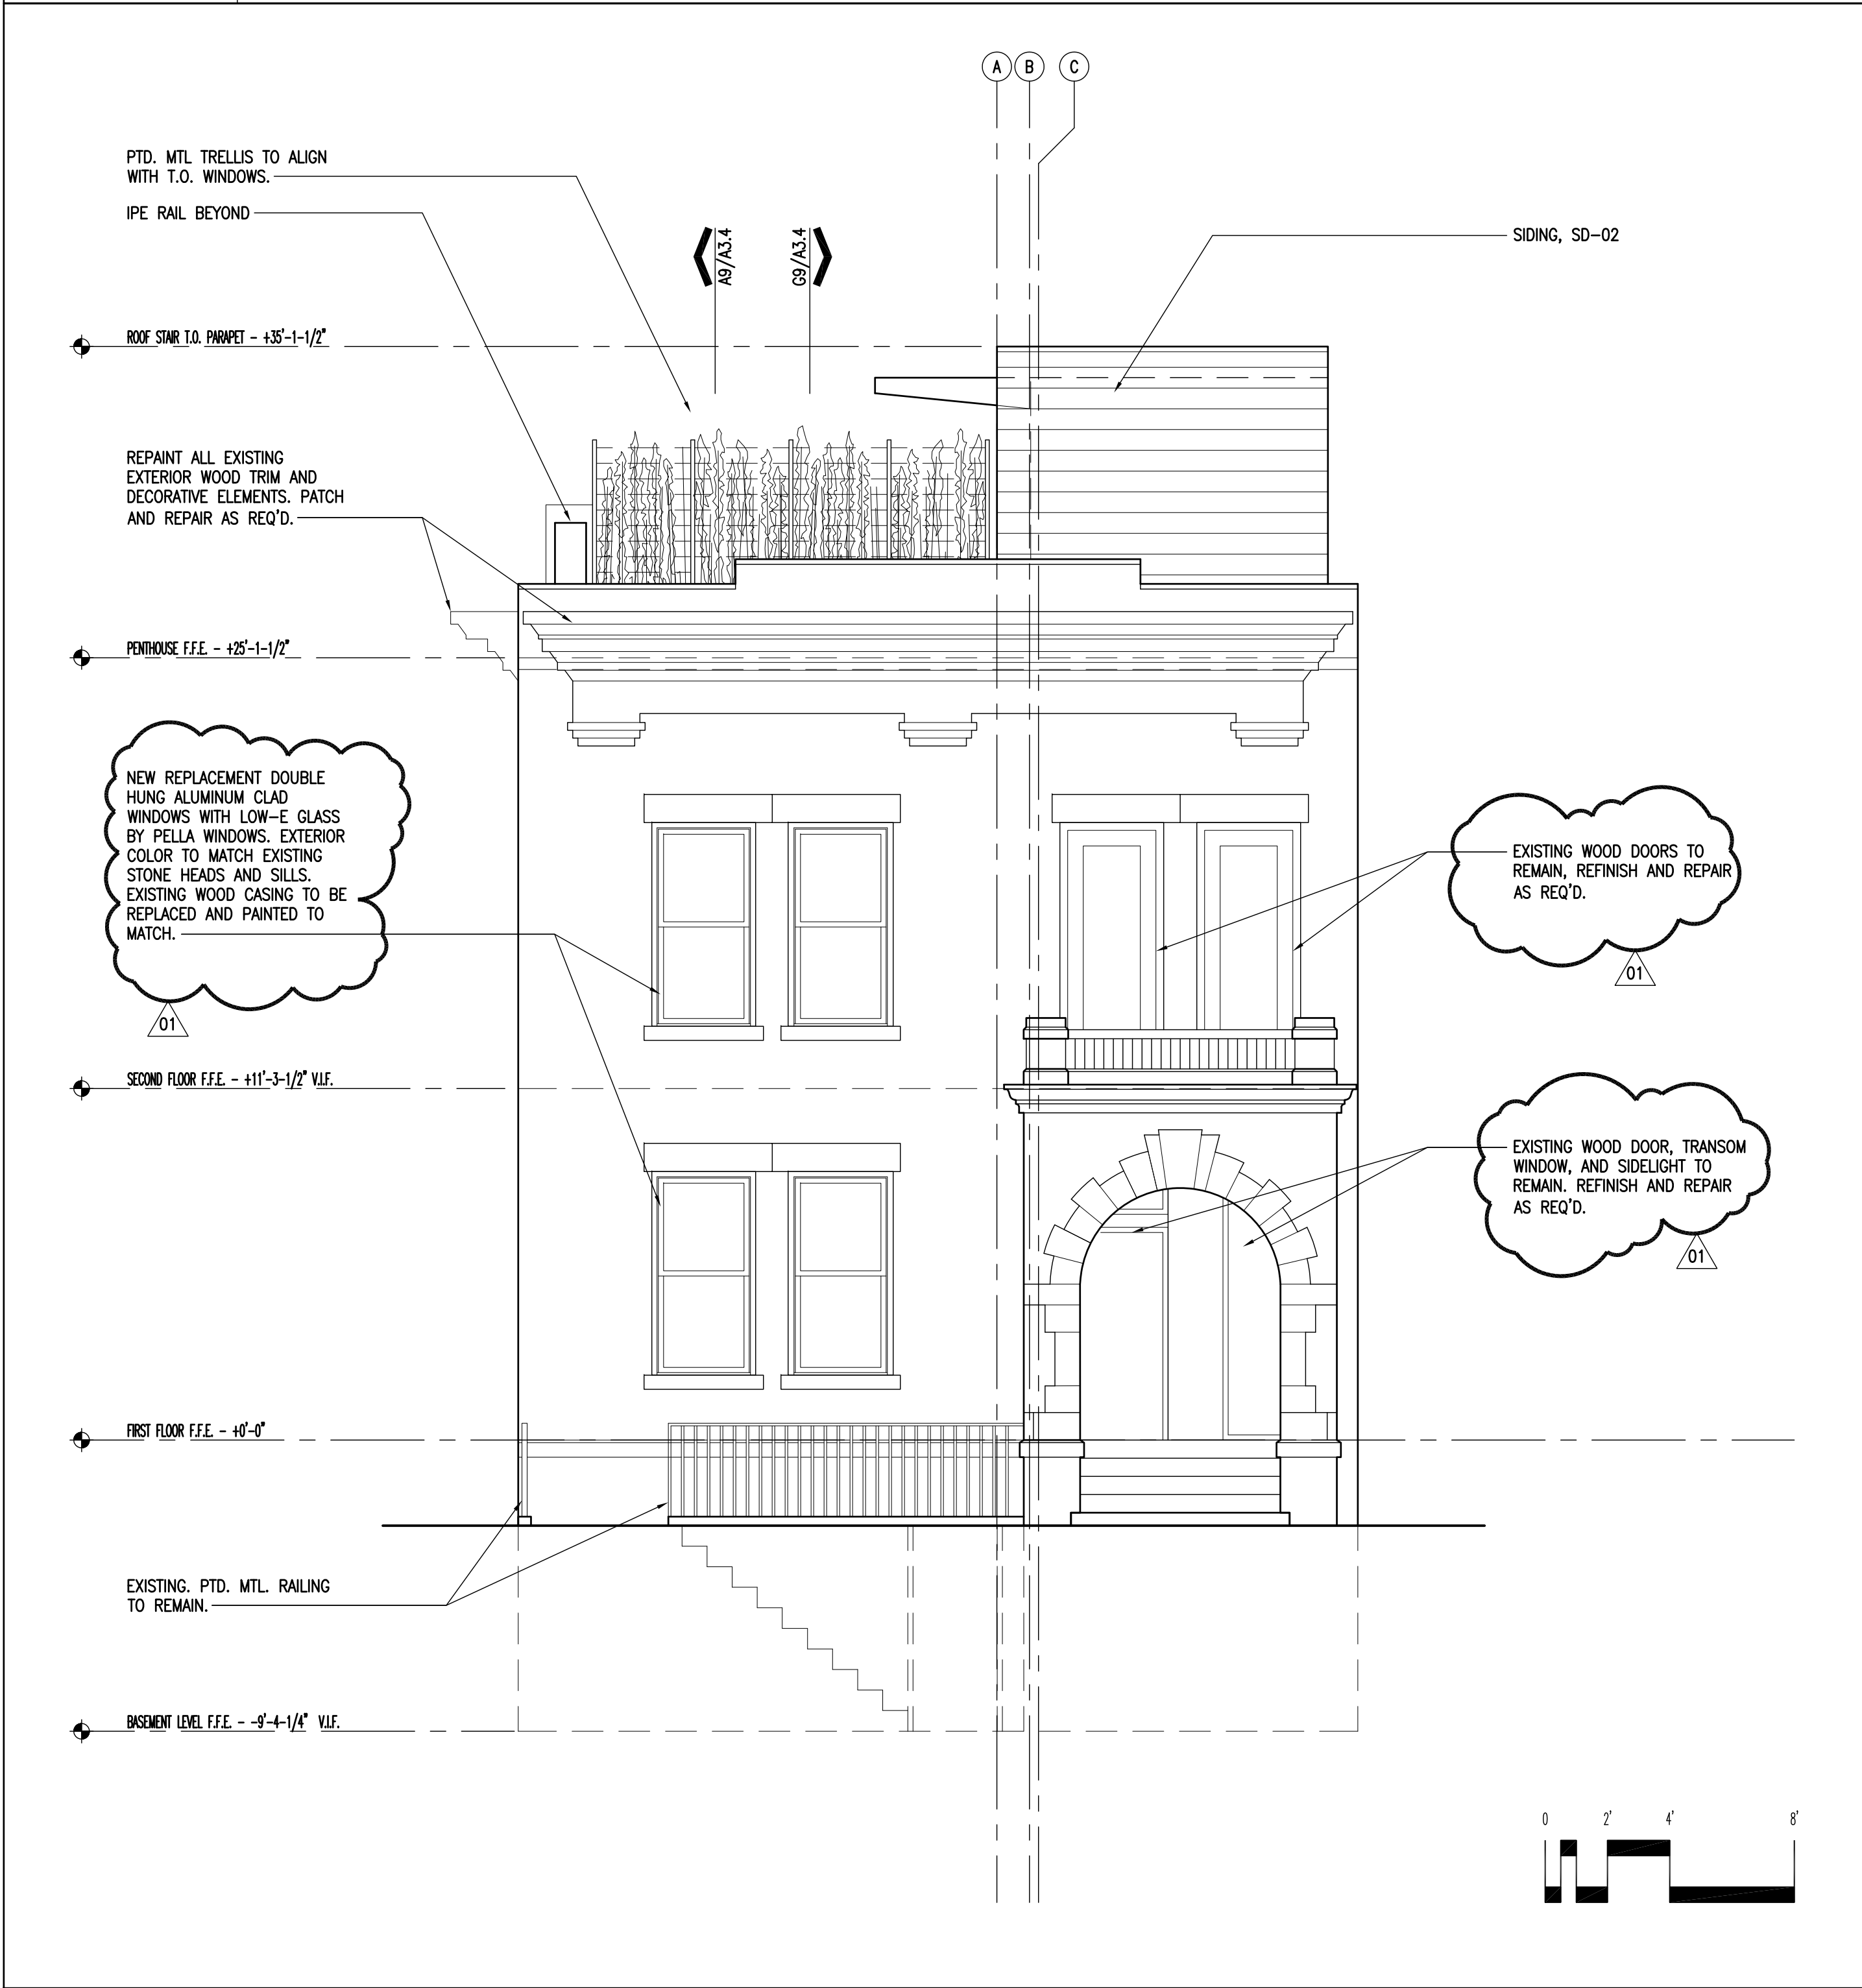 A B C
PTD. MTL TRELLIS TO ALIGN
WITH T.O. WINDOWS.
IPE RAIL BEYOND
A9/A3.4
G9/A3.4
SIDING, SD-02
ROOF STAIR T.O. PARAPET - +35'-1-1/2"
REPAINT ALL EXISTING
EXTERIOR WOOD TRIM AND
DECORATIVE ELEMENTS. PATCH
AND REPAIR AS REQ'D.
PENTHOUSE F.F.E. - +25'-1-1/2"
NEW REPLACEMENT DOUBLE
HUNG ALUMINUM CLAD
WINDOWS WITH LOW-E GLASS
BY PELLA WINDOWS. EXTERIOR
COLOR TO MATCH EXISTING
STONE HEADS AND SILLS.
EXISTING WOOD CASING TO BE
REPLACED AND PAINTED TO
MATCH.
01
EXISTING WOOD DOORS TO
REMAIN, REFINISH AND REPAIR
AS REQ'D.
01
SECOND FLOOR F.F.E. - +11'-3-1/2" V.I.F.
EXISTING WOOD DOOR, TRANSOM
WINDOW, AND SIDELIGHT TO
REMAIN. REFINISH AND REPAIR
AS REQ'D.
01
FIRST FLOOR F.F.E. - +0'-0"
EXISTING. PTD. MTL. RAILING
TO REMAIN.
BASEMENT LEVEL F.F.E. - -9'-4-1/4" V.I.F.
0 2' 4' 8'